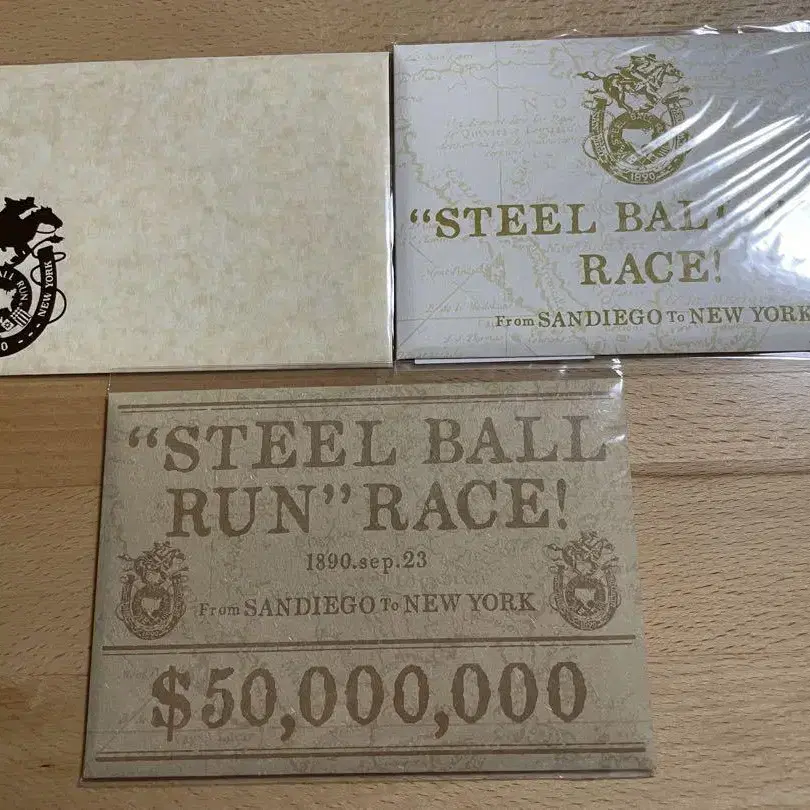 NEW YORK
RUN
1890
"STEEL BAL
RACE!
From SANDIEGO To NEW YORK
"STEEL BALL
RUN" RACE!
1890.sep.23
From SANDIEGO To NEW YORK
$50,000,000